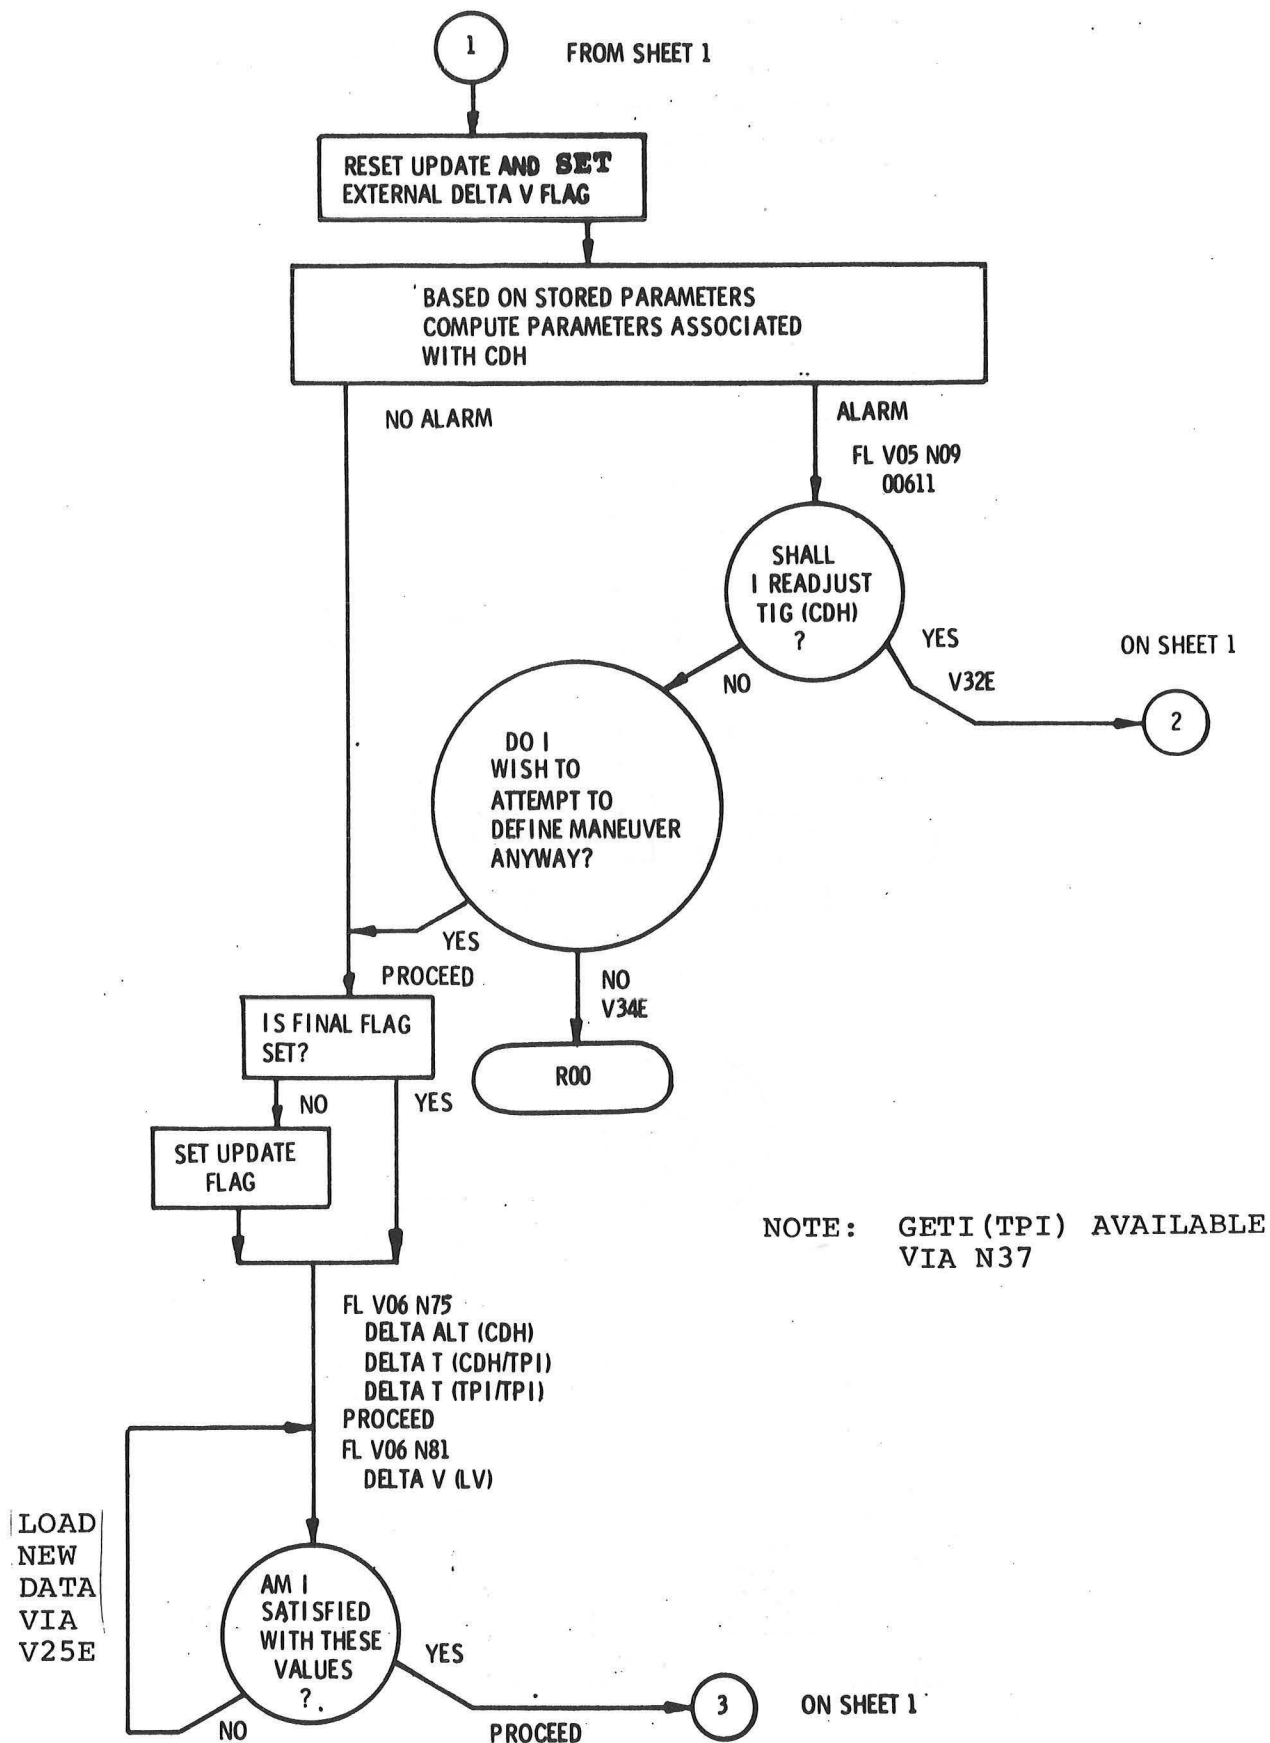 1
FROM SHEET 1
RESET UPDATE AND SET
EXTERNAL DELTA V FLAG
BASED ON STORED PARAMETERS
COMPUTE PARAMETERS ASSOCIATED
WITH CDH
NO ALARM
ALARM
FL V05 N09
00611
SHALL
I READJUST
TIG (CDH)
?
YES
V32E
ON SHEET 1
2
NO
DO I
WISH TO
ATTEMPT TO
DEFINE MANEUVER
ANYWAY?
YES
PROCEED
NO
V34E
R00
IS FINAL FLAG
SET?
NO
YES
SET UPDATE
FLAG
NOTE: GETI (TPI) AVAILABLE
VIA N37
FL V06 N75
DELTA ALT (CDH)
DELTA T (CDH/TPI)
DELTA T (TPI/TPI)
PROCEED
FL V06 N81
DELTA V (LV)
LOAD
NEW
DATA
VIA
V25E
AM I
SATISFIED
WITH THESE
VALUES
?
NO
YES
PROCEED
3
ON SHEET 1